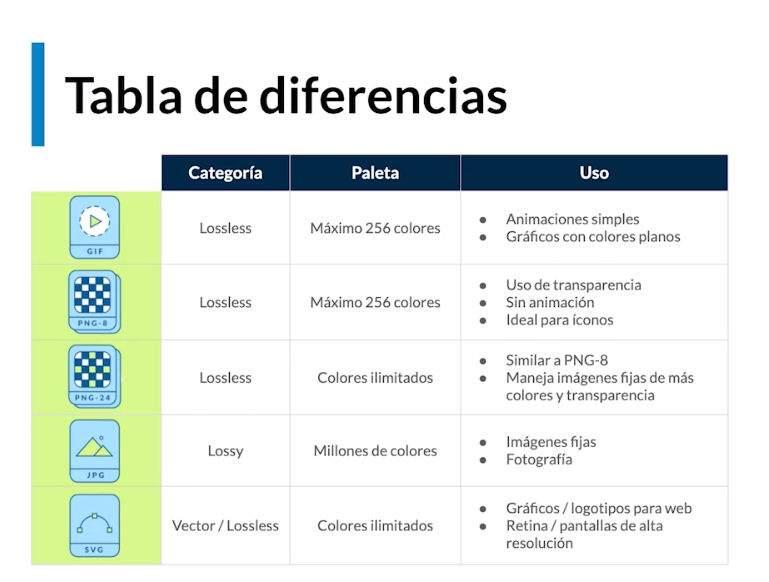 Tabla de diferencias
Categoría Paleta Uso
GIF
Lossless
Máximo 256 colores
● Animaciones simples
● Gráficos con colores planos
PNG-8
Lossless
Máximo 256 colores
● Uso de transparencia
● Sin animación
● Ideal para íconos
PNG-24
Lossless
Colores ilimitados
● Similar a PNG-8
● Maneja imágenes fijas de más
colores y transparencia
JPG
Lossy
Millones de colores
● Imágenes fijas
● Fotografía
SVG
Vector / Lossless
Colores ilimitados
● Gráficos / logotipos para web
● Retina / pantallas de alta
resolución